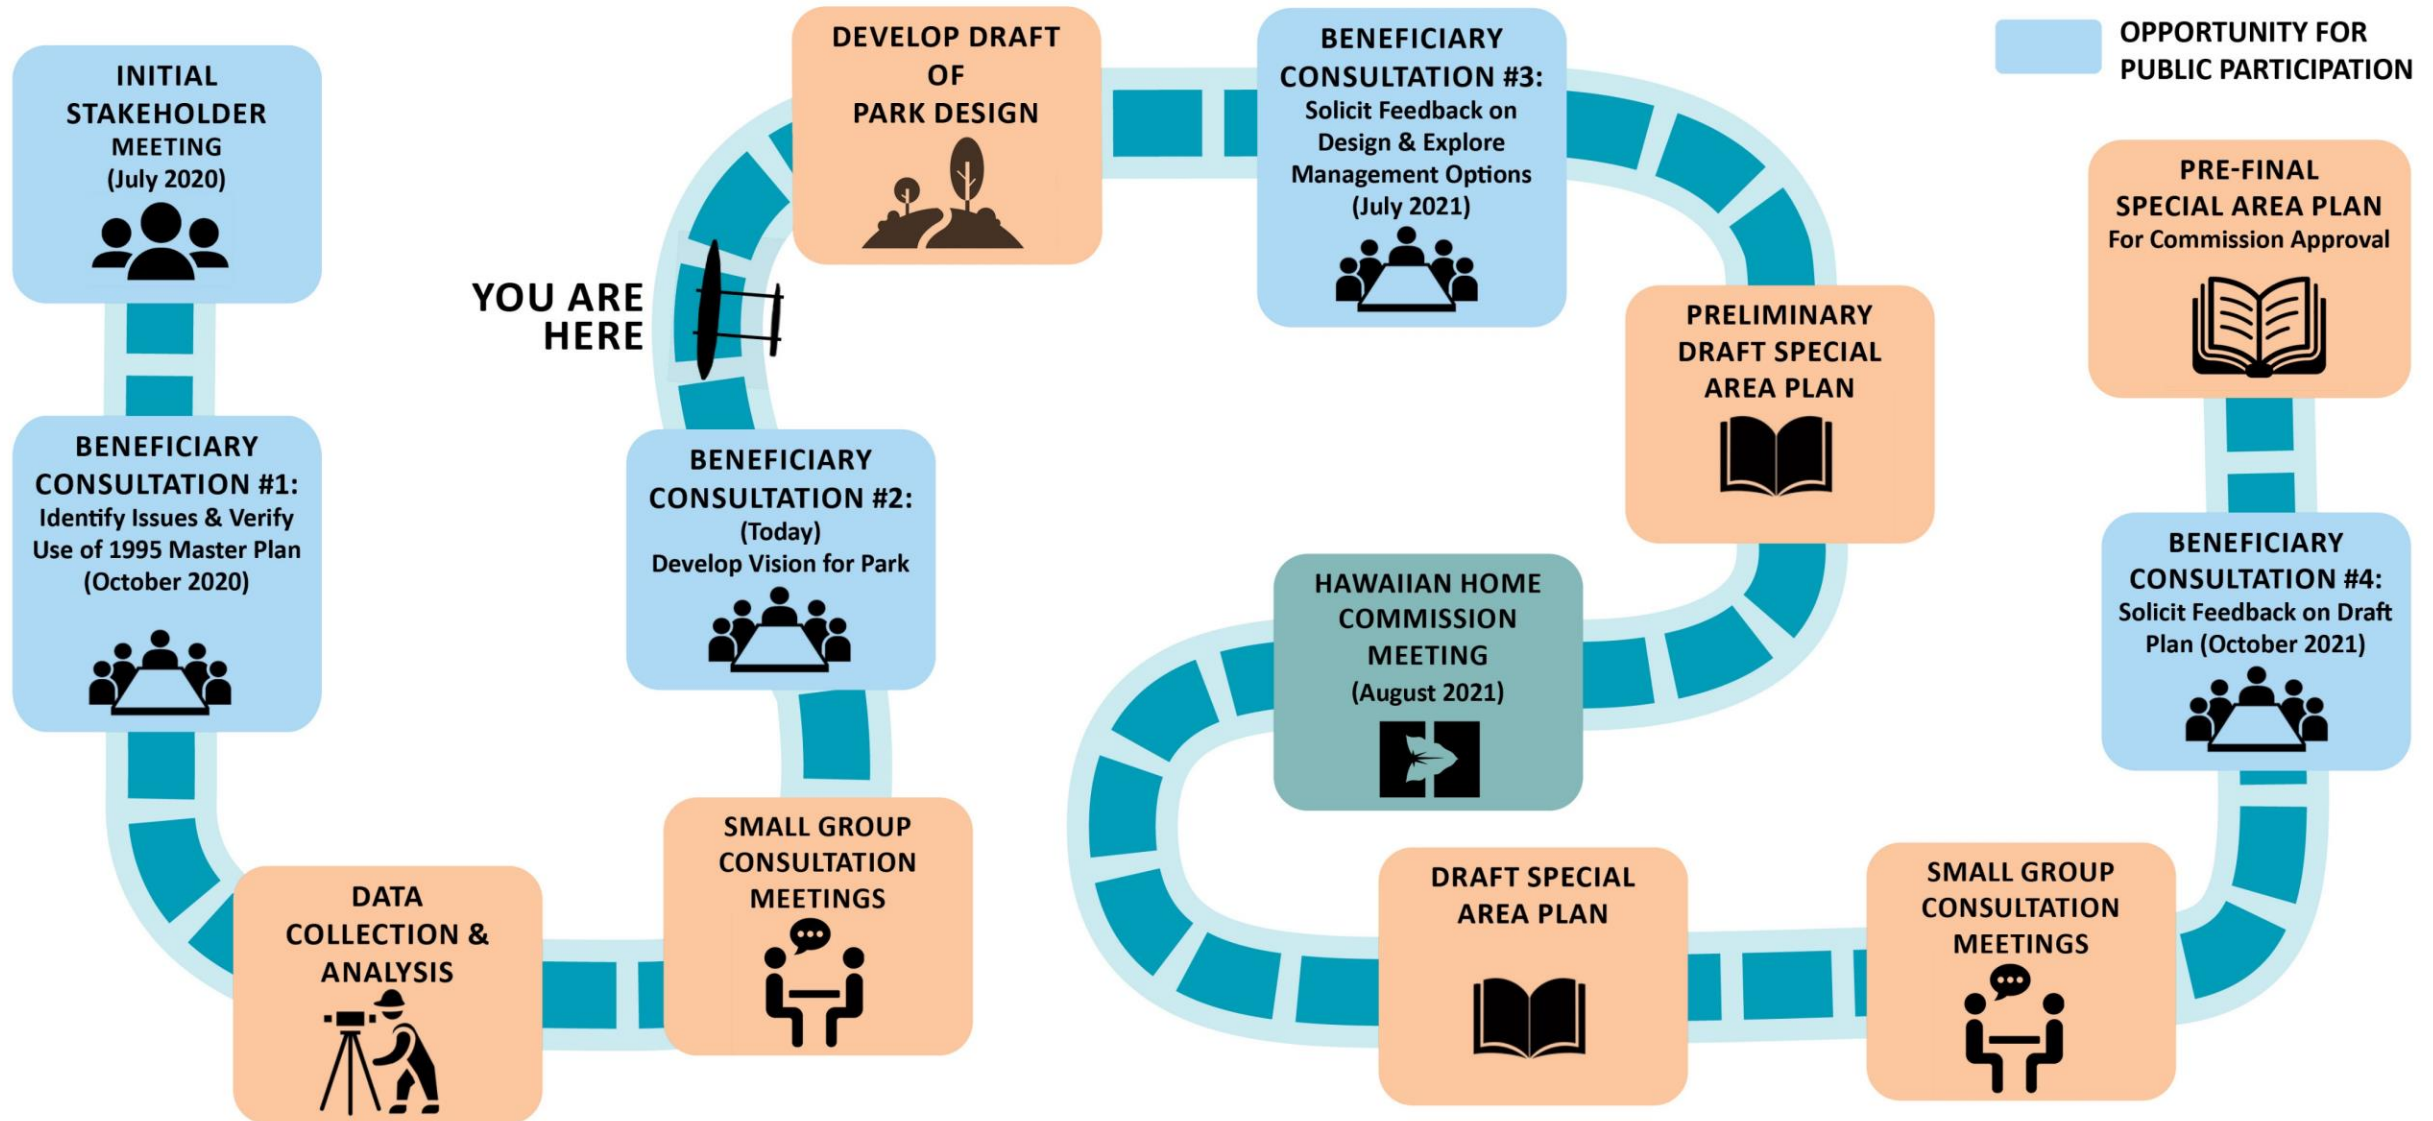 INITIAL
STAKEHOLDER
MEETING
(July 2020)
BENEFICIARY
CONSULTATION #1:
Identify Issues & Verify
Use of 1995 Master Plan
(October 2020)
DATA
COLLECTION &
ANALYSIS
SMALL GROUP
CONSULTATION
MEETINGS
BENEFICIARY
CONSULTATION #2:
(Today)
Develop Vision for Park
YOU ARE
HERE
DEVELOP DRAFT
OF
PARK DESIGN
BENEFICIARY
CONSULTATION #3:
Solicit Feedback on
Design & Explore
Management Options
(July 2021)
PRELIMINARY
DRAFT SPECIAL
AREA PLAN
HAWAIIAN HOME
COMMISSION
MEETING
(August 2021)
DRAFT SPECIAL
AREA PLAN
SMALL GROUP
CONSULTATION
MEETINGS
BENEFICIARY
CONSULTATION #4:
Solicit Feedback on Draft
Plan (October 2021)
PRE-FINAL
SPECIAL AREA PLAN
For Commission Approval
OPPORTUNITY FOR
PUBLIC PARTICIPATION